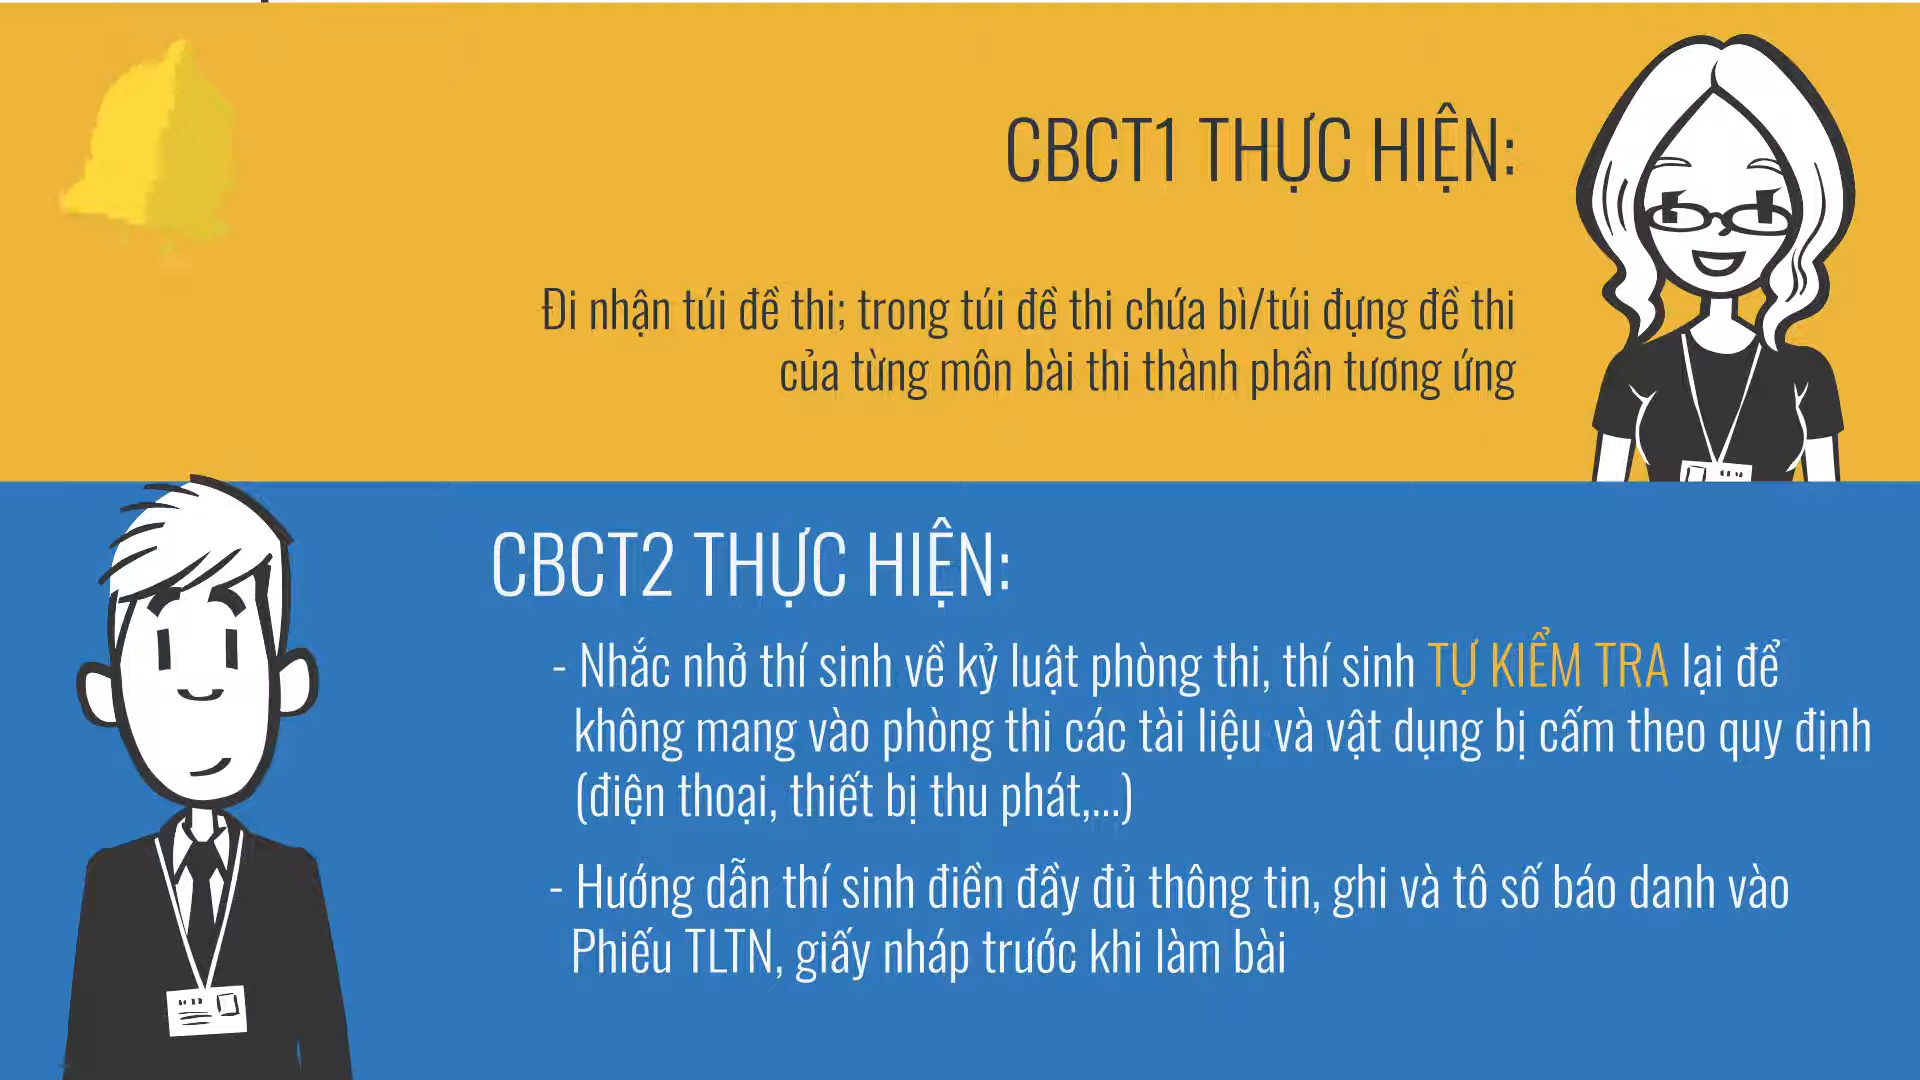 CBCT1 THỰC HIỆN:
Đi nhận túi đề thi; trong túi đề thi chứa bì/túi đựng đề thi
của từng môn bài thi thành phần tương ứng
CBCT2 THỰC HIỆN:
- Nhắc nhở thí sinh về kỷ luật phòng thi, thí sinh TỰ KIỂM TRA lại để
không mang vào phòng thi các tài liệu và vật dụng bị cấm theo quy định
(điện thoại, thiết bị thu phát,...)
- Hướng dẫn thí sinh điền đầy đủ thông tin, ghi và tô số báo danh vào
Phiếu TLTN, giấy nháp trước khi làm bài